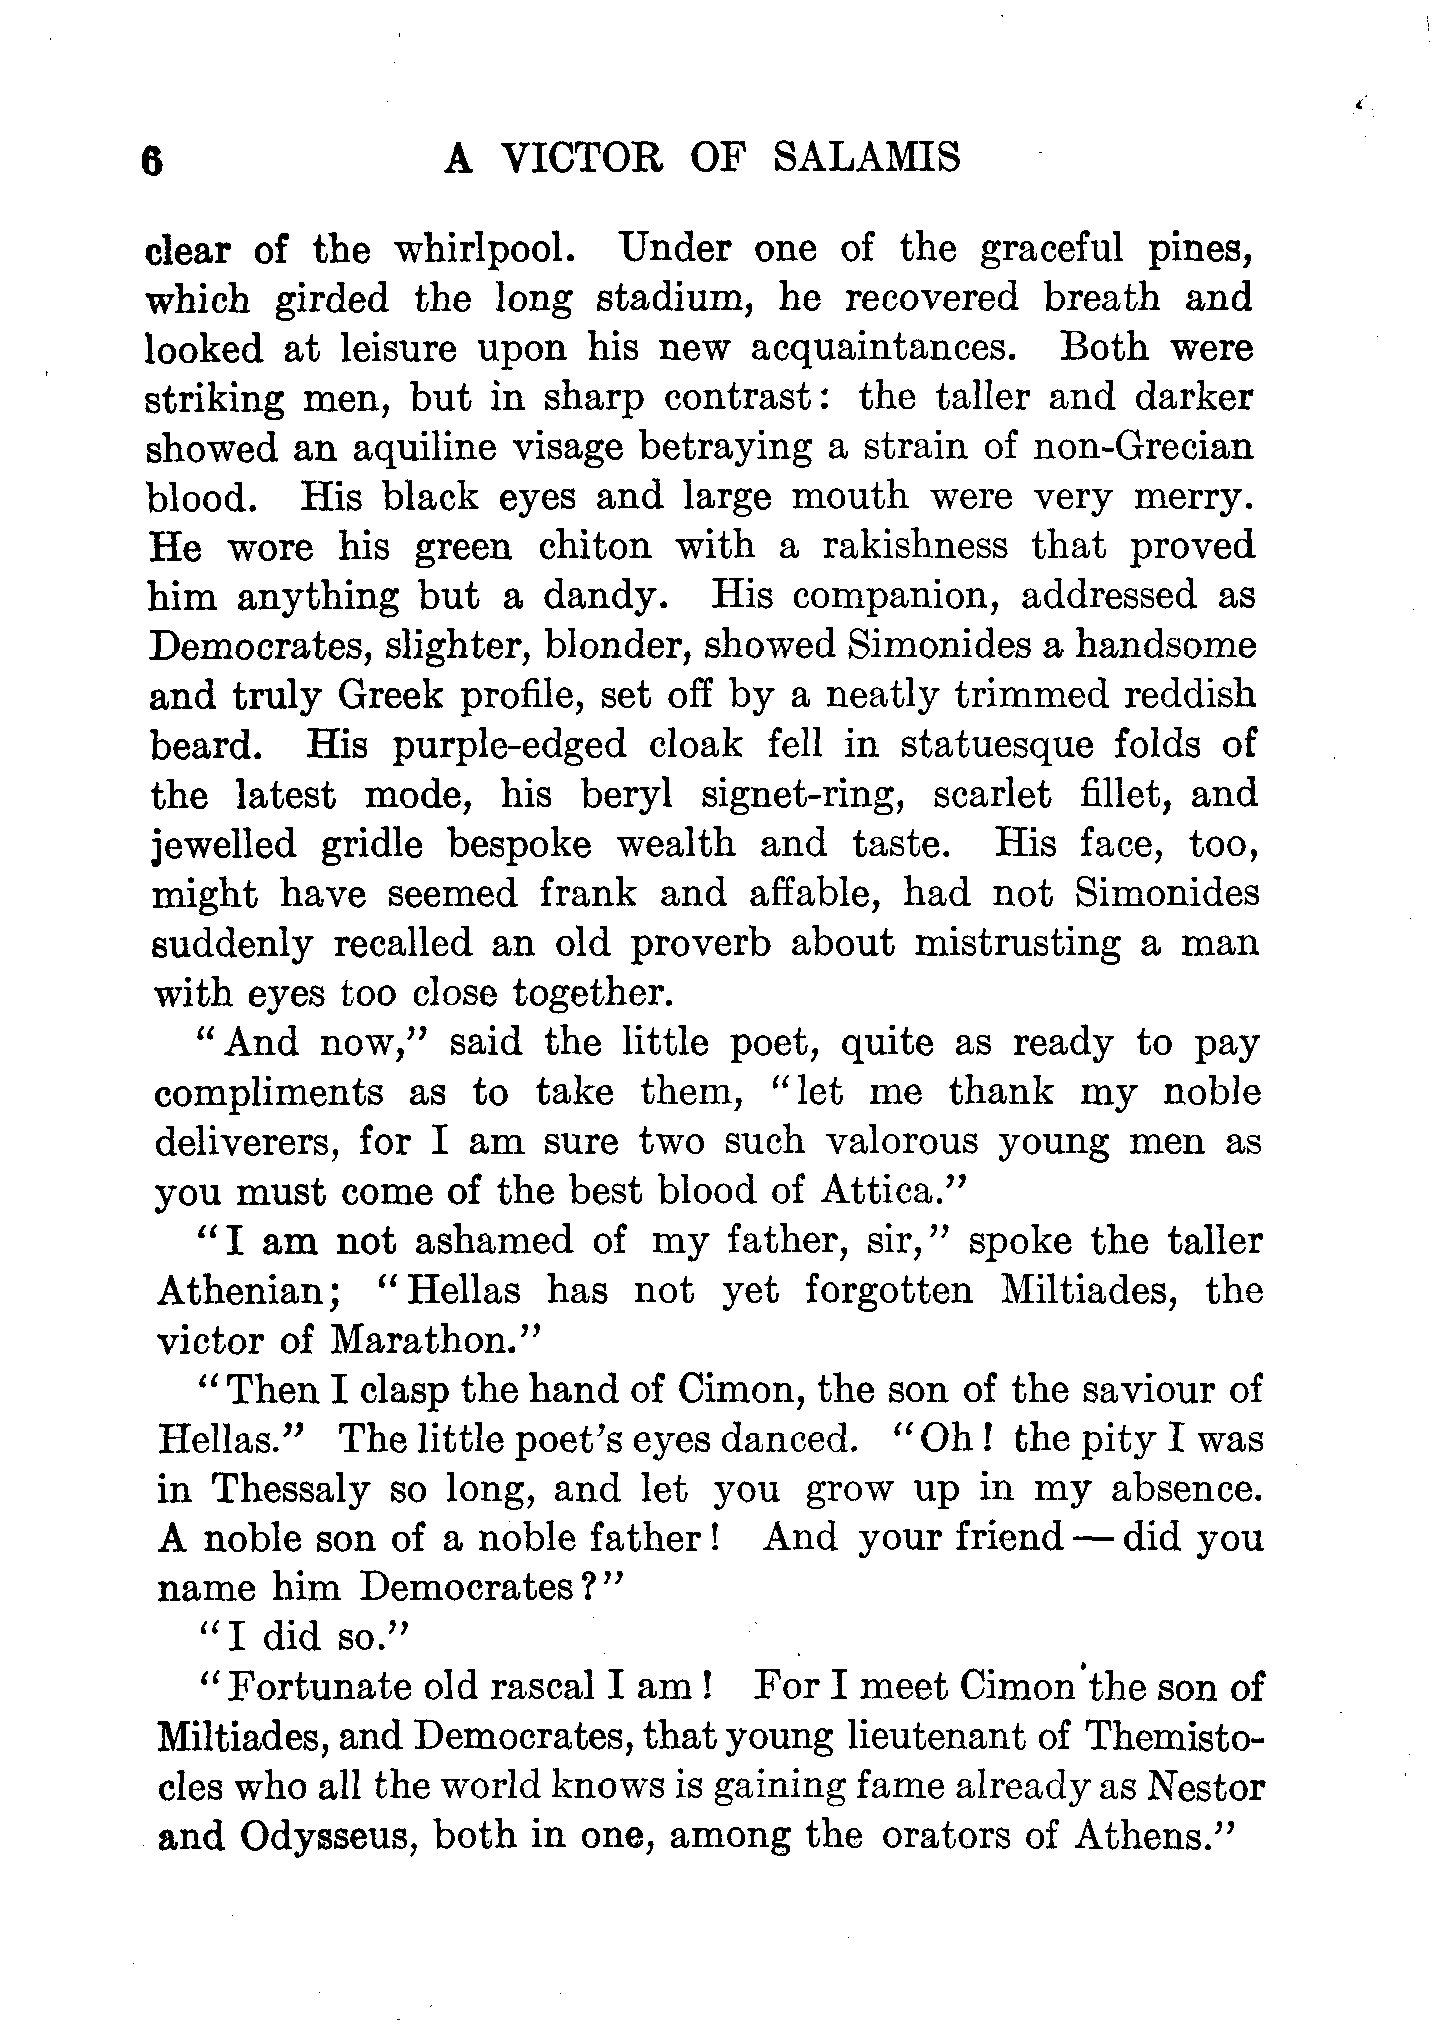 6 A VICTOR OF SALAMIS
clear of the whirlpool. Under one of the graceful pines,
which girded the long stadium, he recovered breath and
looked at leisure upon his new acquaintances. Both were
striking men, but in sharp contrast: the taller and darker
showed an aquiline visage betraying a strain of non-Grecian
blood. His black eyes and large mouth were very merry.
He wore his green chiton with a rakishness that proved
him anything but a dandy. His companion, addressed as
Democrates, slighter, blonder, showed Simonides a handsome
and truly Greek profile, set off by a neatly trimmed reddish
beard. His purple-edged cloak fell in statuesque folds of
the latest mode, his beryl signet-ring, scarlet fillet, and
jewelled gridle bespoke wealth and taste. His face, too,
might have seemed frank and affable, had not Simonides
suddenly recalled an old proverb about mistrusting a man
with eyes too close together.
"And now," said the little poet, quite as ready to pay
compliments as to take them, "let me thank my noble
deliverers, for I am sure two such valorous young men as
you must come of the best blood of Attica."
"I am not ashamed of my father, sir," spoke the taller
Athenian; "Hellas has not yet forgotten Miltiades, the
victor of Marathon."
"Then I clasp the hand of Cimon, the son of the saviour of
Hellas." The little poet's eyes danced. "Oh! the pity I was
in Thessaly so long, and let you grow up in my absence.
A noble son of a noble father! And your friend — did you
name him Democrates?"
"I did so."
"Fortunate old rascal I am! For I meet Cimon the son of
Miltiades, and Democrates, that young lieutenant of Themisto-
cles who all the world knows is gaining fame already as Nestor
and Odysseus, both in one, among the orators of Athens."